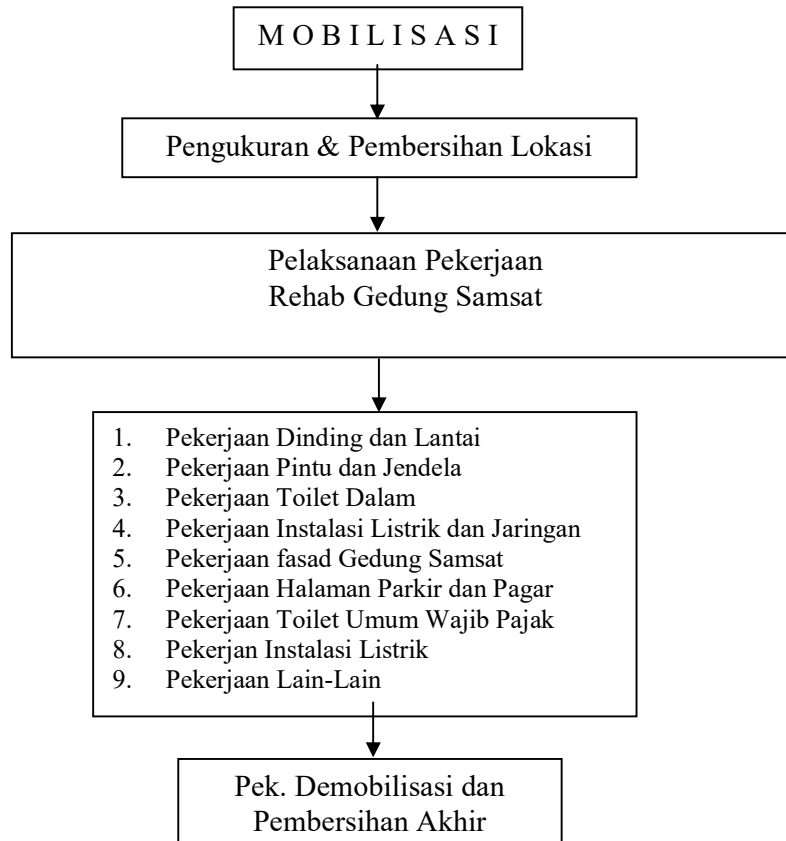 M O B I L I S A S I
Pengukuran & Pembersihan Lokasi
Pelaksanaan Pekerjaan
Rehab Gedung Samsat
1. Pekerjaan Dinding dan Lantai
2. Pekerjaan Pintu dan Jendela
3. Pekerjaan Toilet Dalam
4. Pekerjaan Instalasi Listrik dan Jaringan
5. Pekerjaan fasad Gedung Samsat
6. Pekerjaan Halaman Parkir dan Pagar
7. Pekerjaan Toilet Umum Wajib Pajak
8. Pekerjan Instalasi Listrik
9. Pekerjaan Lain-Lain
Pek. Demobilisasi dan
Pembersihan Akhir